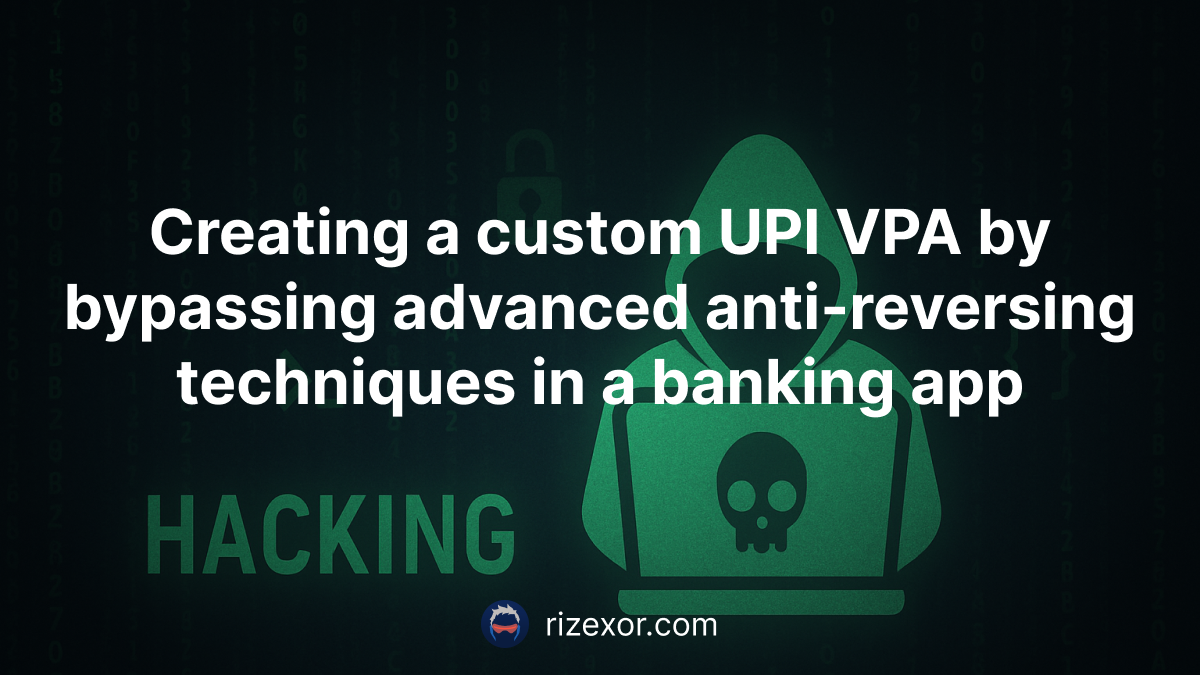 Creating a custom UPI VPA by
bypassing advanced anti-reversing
techniques in a banking app
HACKING
rizexor.com